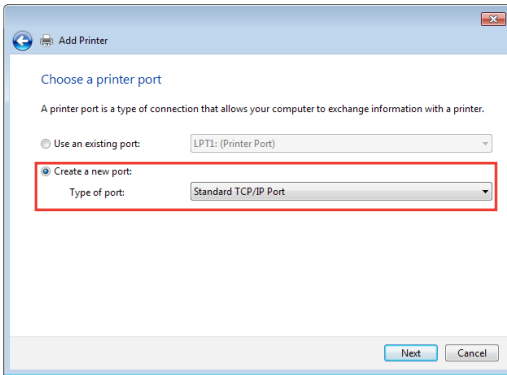 Add Printer
Choose a printer port
A printer port is a type of connection that allows your computer to exchange information with a printer.
Use an existing port: LPT1: (Printer Port)
Create a new port:
Type of port: Standard TCP/IP Port
Next Cancel